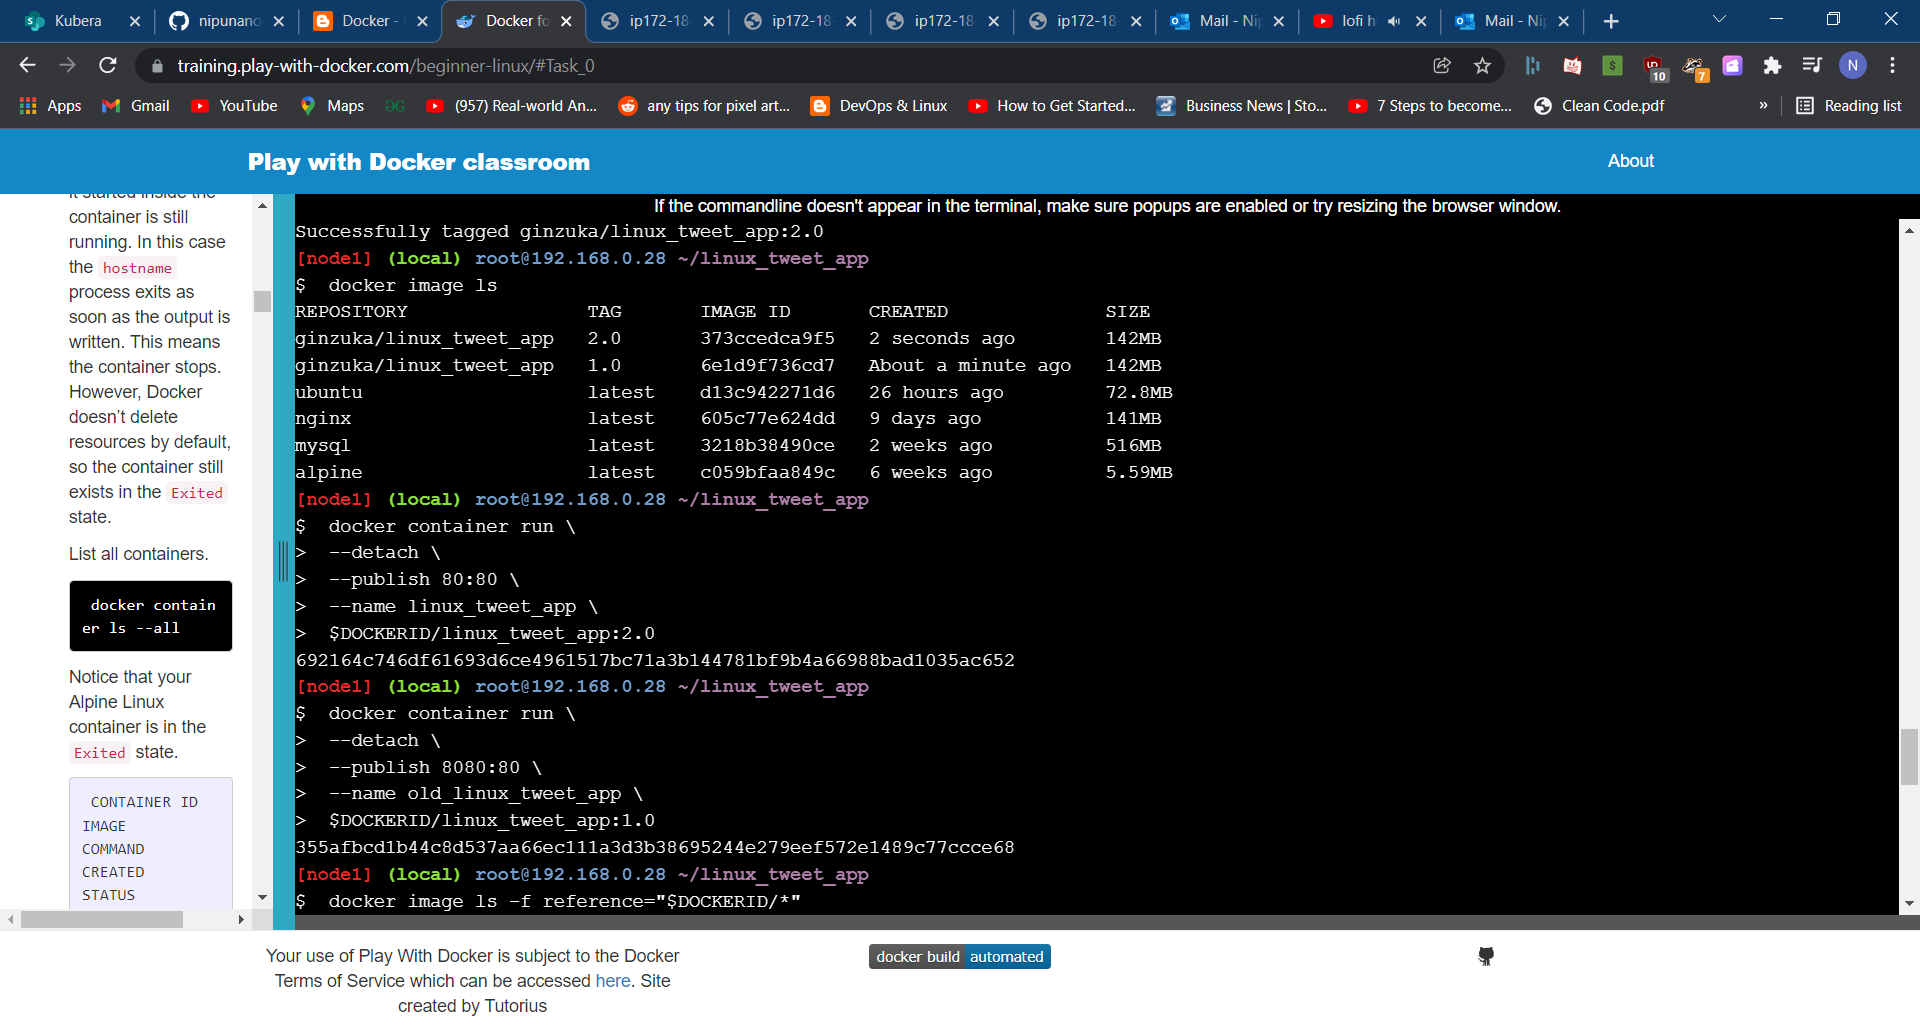 Kubera
nipunano
Docker -
Docker fo
ip172-18-
ip172-18-
ip172-18
ip172-18-
Mail - Nip
lofi hi
Mail - Nip
training.play-with-docker.com/beginner-linux/#Task_0
10
7
N
Apps
Gmail
YouTube
Maps
(957) Real-world An...
any tips for pixel art...
DevOps & Linux
How to Get Started...
Business News | Sto...
7 Steps to become...
Clean Code.pdf
»
Reading list
Play with Docker classroom
About
it started inside the
container is still
running. In this case
the hostname
process exits as
soon as the output is
written. This means
the container stops.
However, Docker
doesn’t delete
resources by default,
so the container still
exists in the Exited
state.
List all containers.
docker contain
er ls --all
Notice that your
Alpine Linux
container is in the
Exited state.
CONTAINER ID
IMAGE
COMMAND
CREATED
STATUS
If the commandline doesn't appear in the terminal, make sure popups are enabled or try resizing the browser window.
Successfully tagged ginzuka/linux_tweet_app:2.0
[node1] (local) root@192.168.0.28 ~/linux_tweet_app
$ docker image ls
REPOSITORY TAG IMAGE ID CREATED SIZE
ginzuka/linux_tweet_app 2.0 373ccedca9f5 2 seconds ago 142MB
ginzuka/linux_tweet_app 1.0 6e1d9f736cd7 About a minute ago 142MB
ubuntu latest d13c942271d6 26 hours ago 72.8MB
nginx latest 605c77e624dd 9 days ago 141MB
mysql latest 3218b38490ce 2 weeks ago 516MB
alpine latest c059bfaa849c 6 weeks ago 5.59MB
[node1] (local) root@192.168.0.28 ~/linux_tweet_app
$ docker container run \
> --detach \
> --publish 80:80 \
> --name linux_tweet_app \
> $DOCKERID/linux_tweet_app:2.0
692164c746df61693d6ce4961517bc71a3b144781bf9b4a66988bad1035ac652
[node1] (local) root@192.168.0.28 ~/linux_tweet_app
$ docker container run \
> --detach \
> --publish 8080:80 \
> --name old_linux_tweet_app \
> $DOCKERID/linux_tweet_app:1.0
355afbcd1b44c8d537aa66ec111a3d3b38695244e279eef572e1489c77ccce68
[node1] (local) root@192.168.0.28 ~/linux_tweet_app
$ docker image ls -f reference="$DOCKERID/*"
Your use of Play With Docker is subject to the Docker
Terms of Service which can be accessed here. Site
created by Tutorius
docker build automated